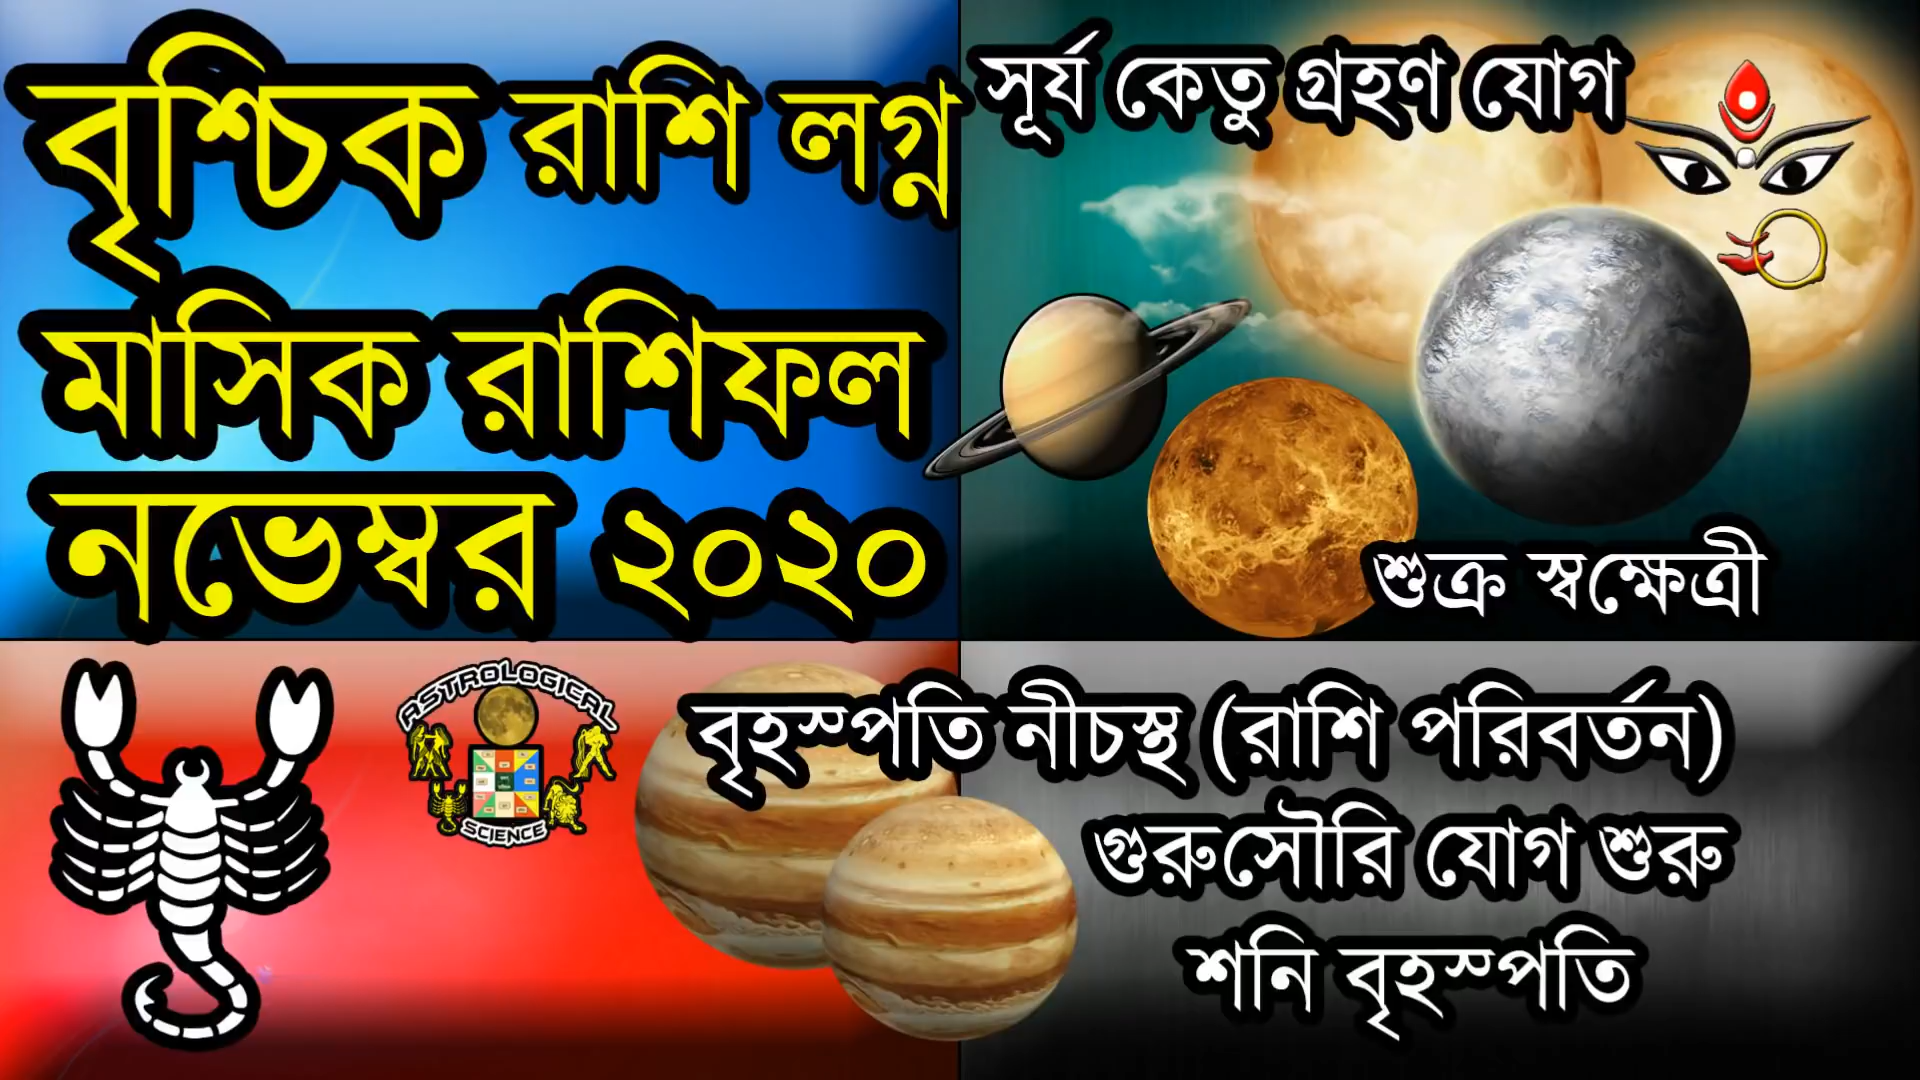 বৃশ্চিক রাশি লগ্ন
মাসিক রাশিফল
নভেম্বর ২০২০
সূর্য কেতু গ্রহণ যোগ
শুক্র স্বক্ষেত্রী
ASTROLOGICAL
SCIENCE
বৃহস্পতি নীচস্থ (রাশি পরিবর্তন)
গুরুসৌরি যোগ শুরু
শনি বৃহস্পতি